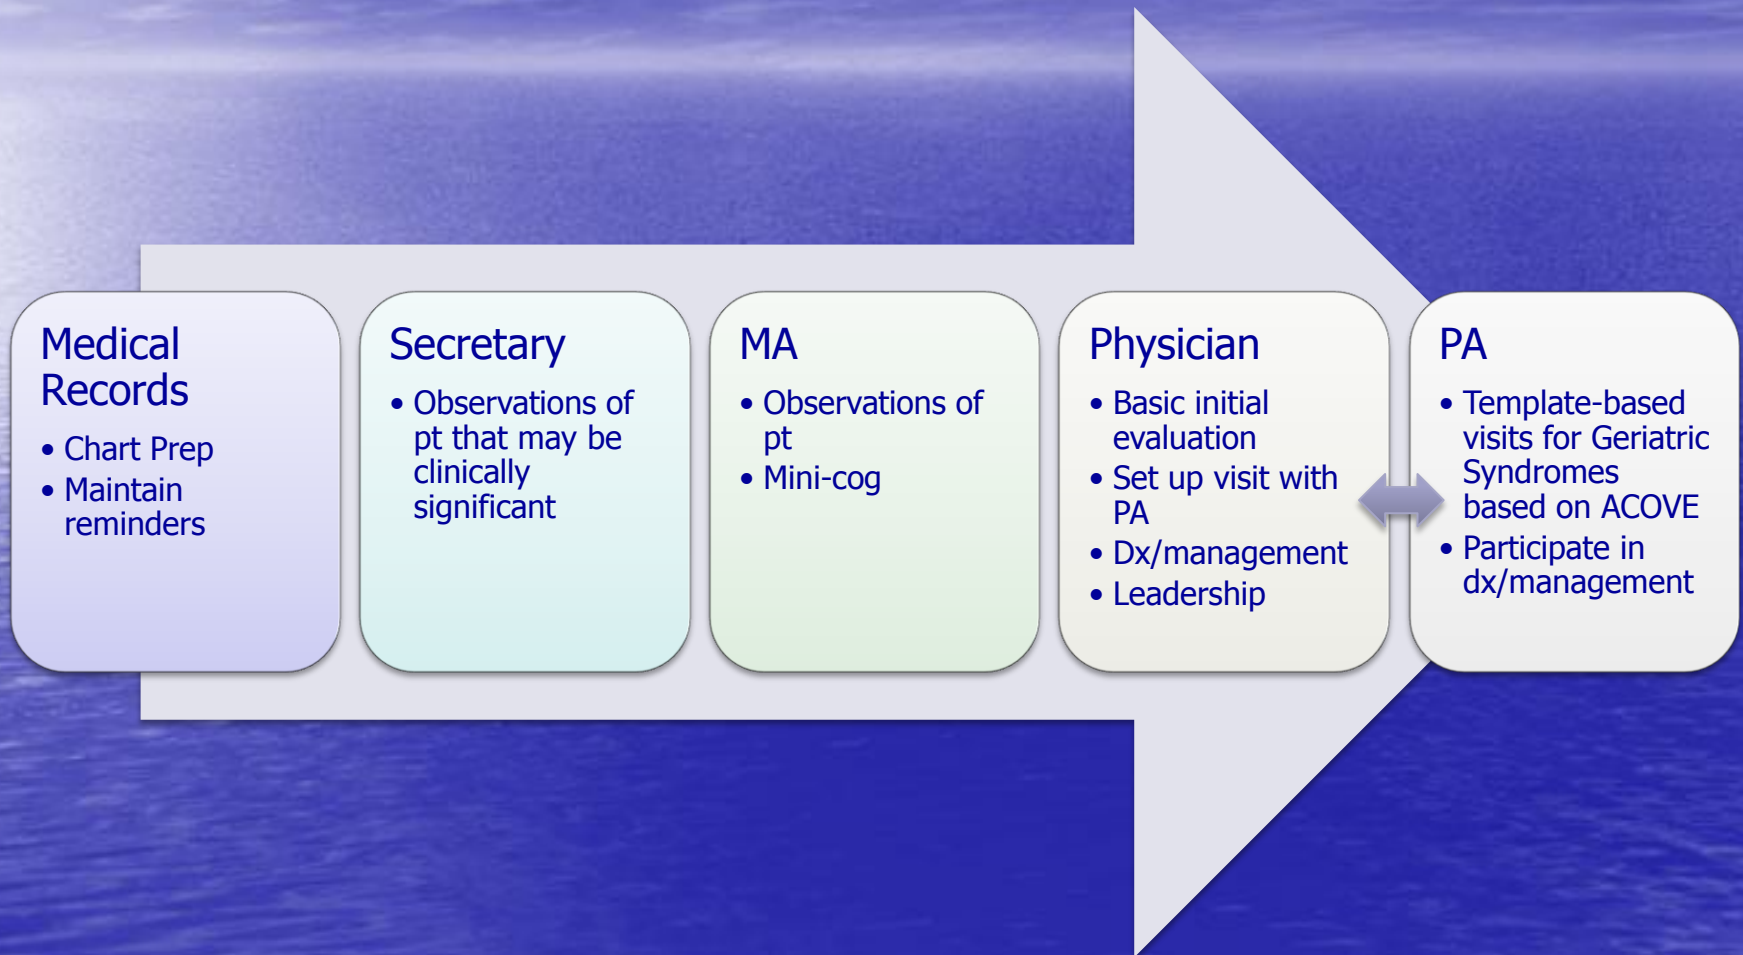 Medical
Records
• Chart Prep
• Maintain
reminders
Secretary
• Observations of
pt that may be
clinically
significant
MA
• Observations of
pt
• Mini-cog
Physician
• Basic initial
evaluation
• Set up visit with
PA
• Dx/management
• Leadership
PA
• Template-based
visits for Geriatric
Syndromes
based on ACOVE
• Participate in
dx/management